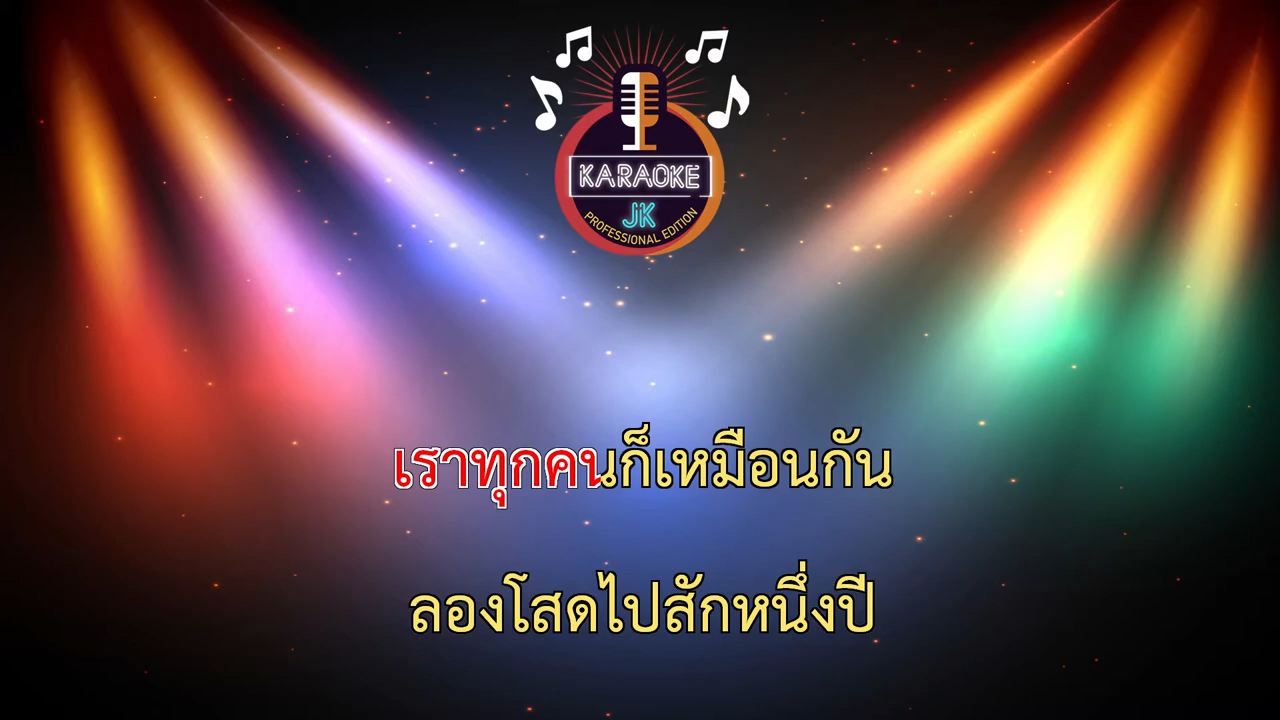 KARAOKE
JK
PROFESSIONAL EDITION
เราทุกคนก็เหมือนกัน
ลองโสดไปสักหนึ่งปี